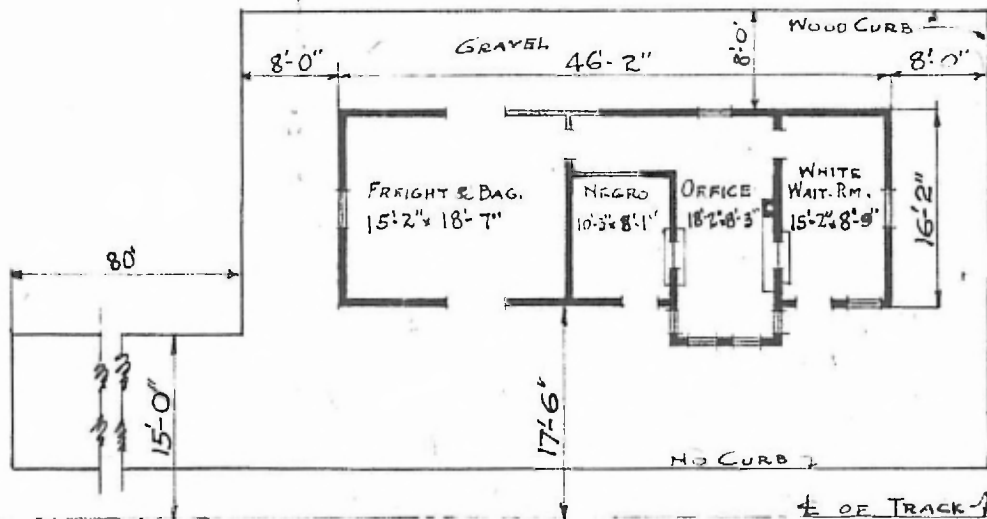 WOOD CURB
GRAVEL
8'-0"
8'-0"
46'-2"
8'-0"
FREIGHT & BAG.
15'-2" x 18'-7"
NEGRO
10'-3" x 8'-1"
OFFICE
18'-2" x 8'-3"
WHITE
WAIT. RM.
15'-2" x 8'-9"
16'-2"
80'
15'-0"
17'-6"
NO CURB
℄ OF TRACK